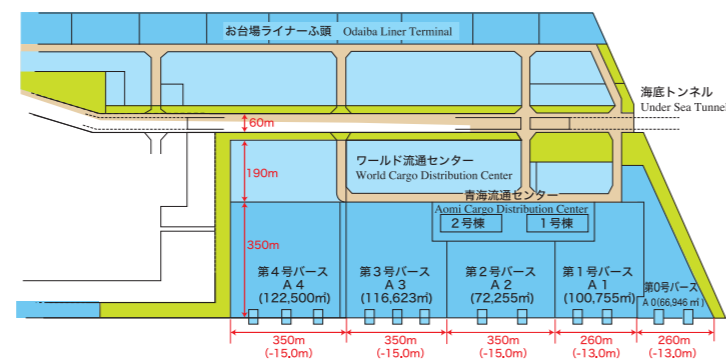 お台場ライナーふ頭 Odaiba Liner Terminal
海底トンネル
Under Sea Tunnel
60m
ワールド流通センター
World Cargo Distribution Center
190m
青海流通センター
Aomi Cargo Distribution Center
2号棟
1号棟
350m
第4号バース
A 4
(122,500㎡)
第3号バース
A 3
(116,623㎡)
第2号バース
A 2
(72,255㎡)
第1号バース
A 1
(100,755㎡)
第0号バース
A 0(66,946㎡)
350m
(-15.0m)
350m
(-15.0m)
350m
(-15.0m)
260m
(-13.0m)
260m
(-13.0m)